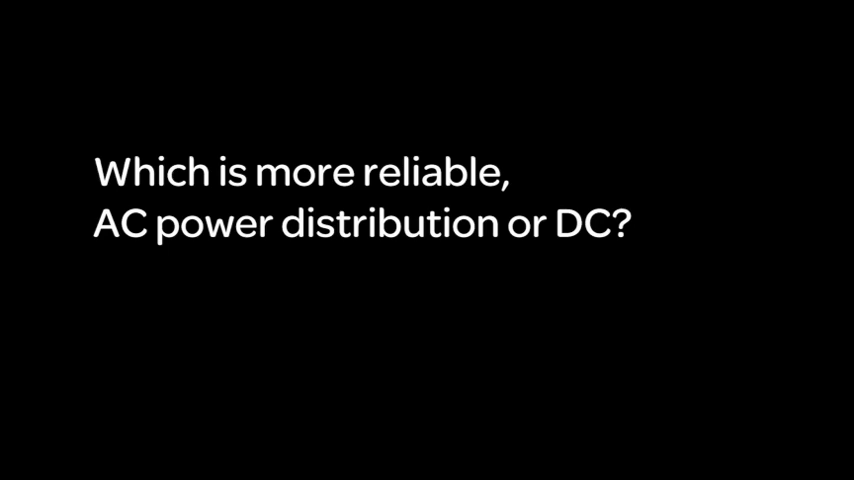 Which is more reliable,
AC power distribution or DC?